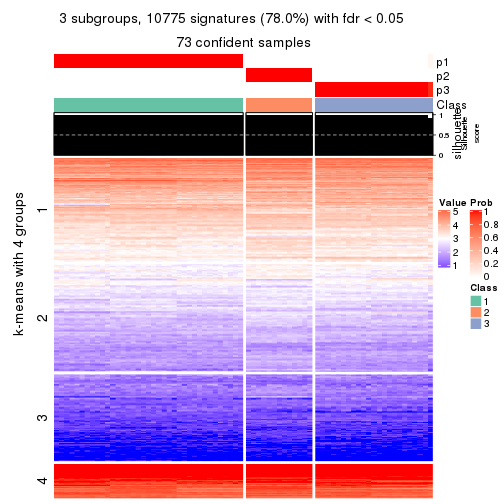 3 subgroups, 10775 signatures (78.0%) with fdr < 0.05
73 confident samples
p1
p2
p3
Class
1
0.5
0
silhouette
Silhouette
score
k-means with 4 groups
1
2
3
4
Value
5
4
3
2
1
Prob
1
0.8
0.6
0.4
0.2
0
Class
1
2
3